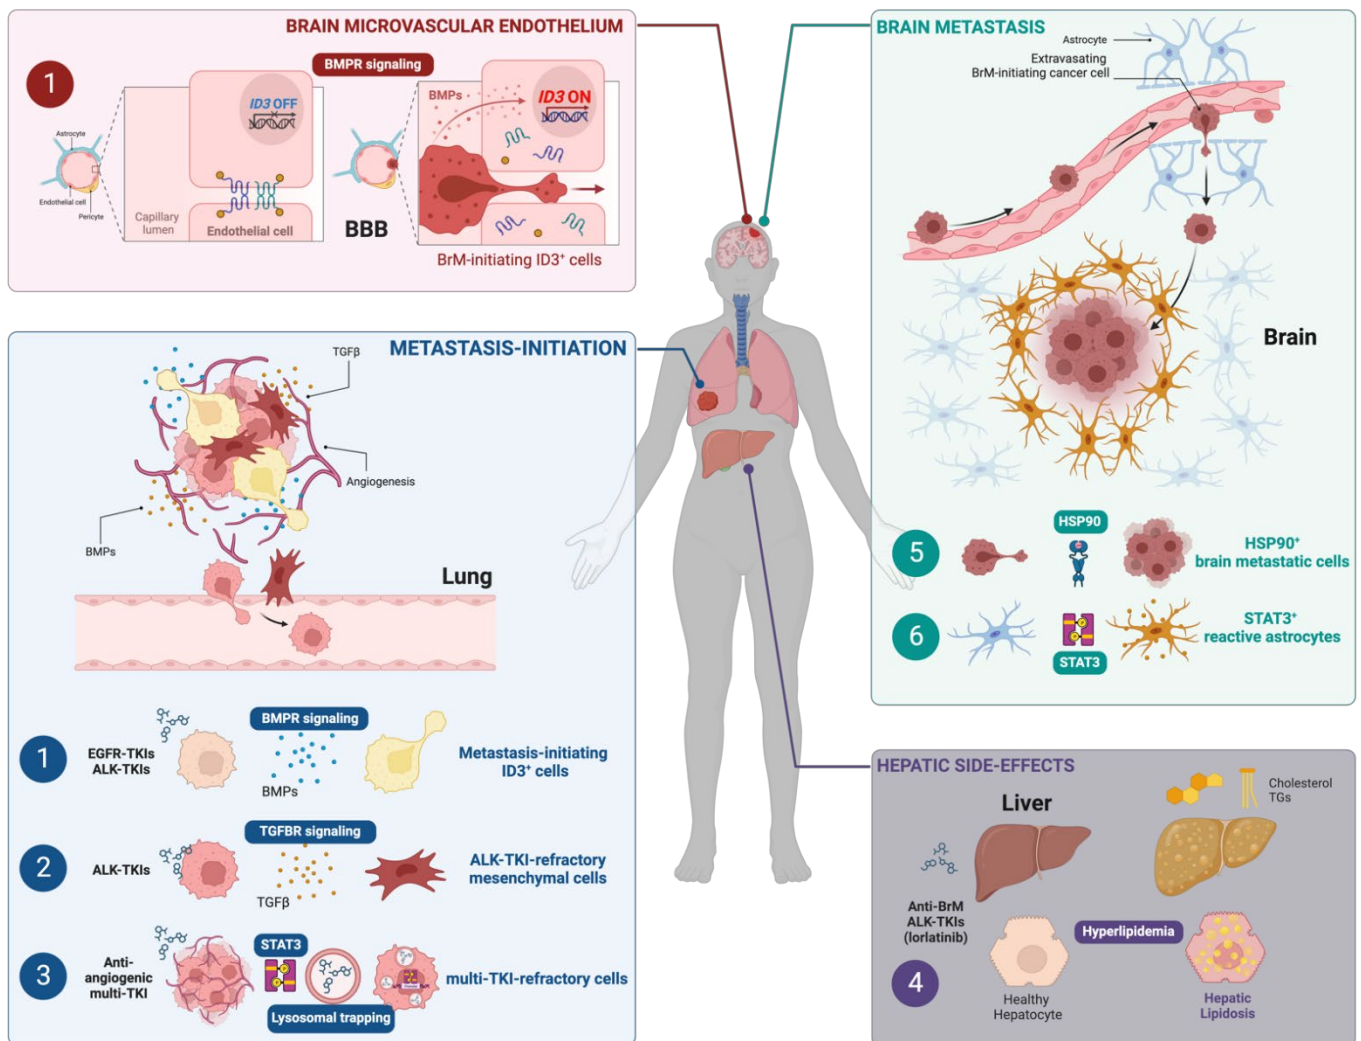 BRAIN MICROVASCULAR ENDOTHELIUM
1
BMPR signaling
ID3 OFF
BMPs
ID3 ON
Astrocyte
Endothelial cell
Pericyte
Capillary
lumen
Endothelial cell
BBB
BrM-initiating ID3⁺ cells
BRAIN METASTASIS
Astrocyte
Extravasating
BrM-initiating cancer cell
Brain
5
HSP90
HSP90⁺
brain metastatic cells
6
STAT3
STAT3⁺
reactive astrocytes
METASTASIS-INITIATION
TGFβ
Angiogenesis
BMPs
Lung
1
EGFR-TKIs
ALK-TKIs
BMPR signaling
BMPs
Metastasis-initiating
ID3⁺ cells
2
ALK-TKIs
TGFBR signaling
TGFβ
ALK-TKI-refractory
mesenchymal cells
3
Anti-
angiogenic
multi-TKI
STAT3
Lysosomal trapping
multi-TKI-refractory cells
HEPATIC SIDE-EFFECTS
Liver
Cholesterol
TGs
Anti-BrM
ALK-TKIs
(lorlatinib)
4
Healthy
Hepatocyte
Hyperlipidemia
Hepatic
Lipidosis